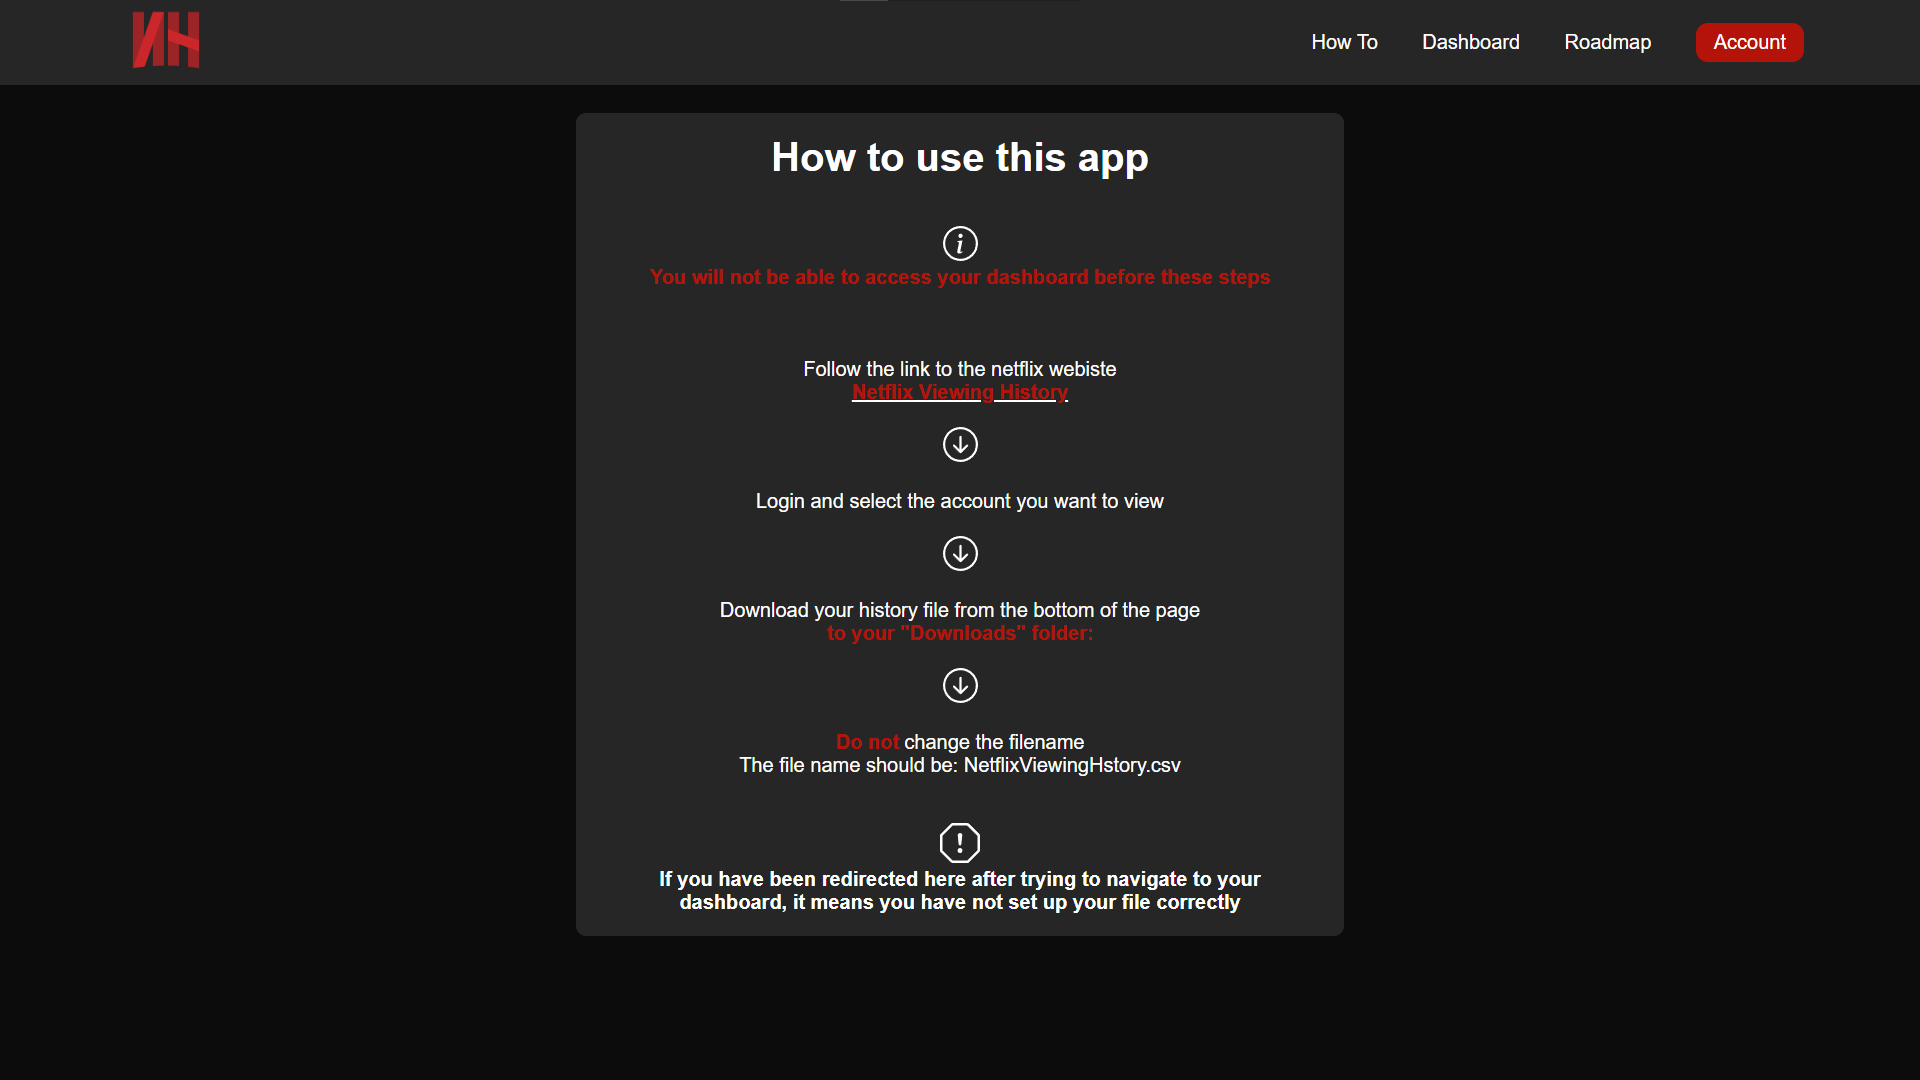 NH
How To
Dashboard
Roadmap
Account
How to use this app
You will not be able to access your dashboard before these steps
Follow the link to the netflix webiste
Netflix Viewing History
Login and select the account you want to view
Download your history file from the bottom of the page
to your "Downloads" folder:
Do not change the filename
The file name should be: NetflixViewingHstory.csv
If you have been redirected here after trying to navigate to your
dashboard, it means you have not set up your file correctly